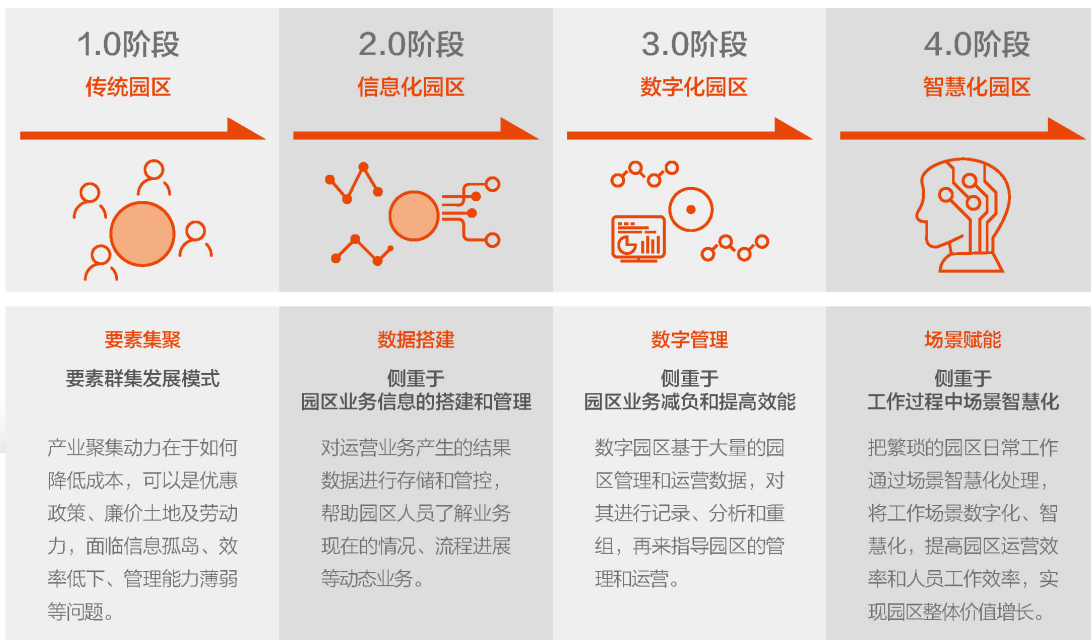 1.0阶段
传统园区
2.0阶段
信息化园区
3.0阶段
数字化园区
4.0阶段
智慧化园区
要素集聚
要素群集发展模式
产业聚集动力在于如何
降低成本，可以是优惠
政策、廉价土地及劳动
力，面临信息孤岛、效
率低下、管理能力薄弱
等问题。
数据搭建
侧重于
园区业务信息的搭建和管理
对运营业务产生的结果
数据进行存储和管控，
帮助园区人员了解业务
现在的情况、流程进展
等动态业务。
数字管理
侧重于
园区业务减负和提高效能
数字园区基于大量的园
区管理和运营数据，对
其进行记录、分析和重
组，再来指导园区的管
理和运营。
场景赋能
侧重于
工作过程中场景智慧化
把繁琐的园区日常工作
通过场景智慧化处理，
将工作场景数字化、智
慧化，提高园区运营效
率和人员工作效率，实
现园区整体价值增长。